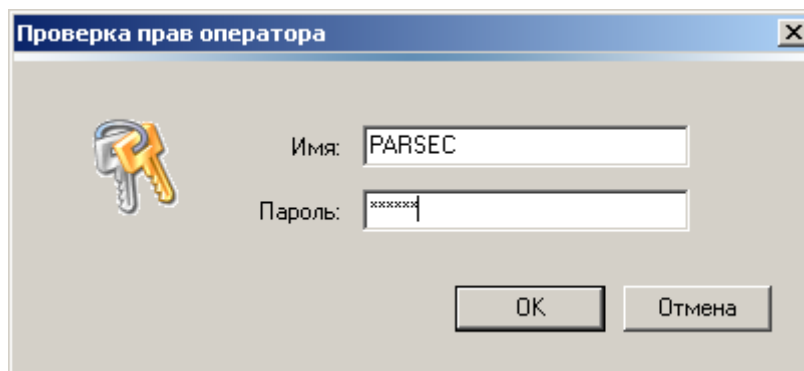 Проверка прав оператора
Имя: PARSEC
Пароль: ××××××
OK Отмена